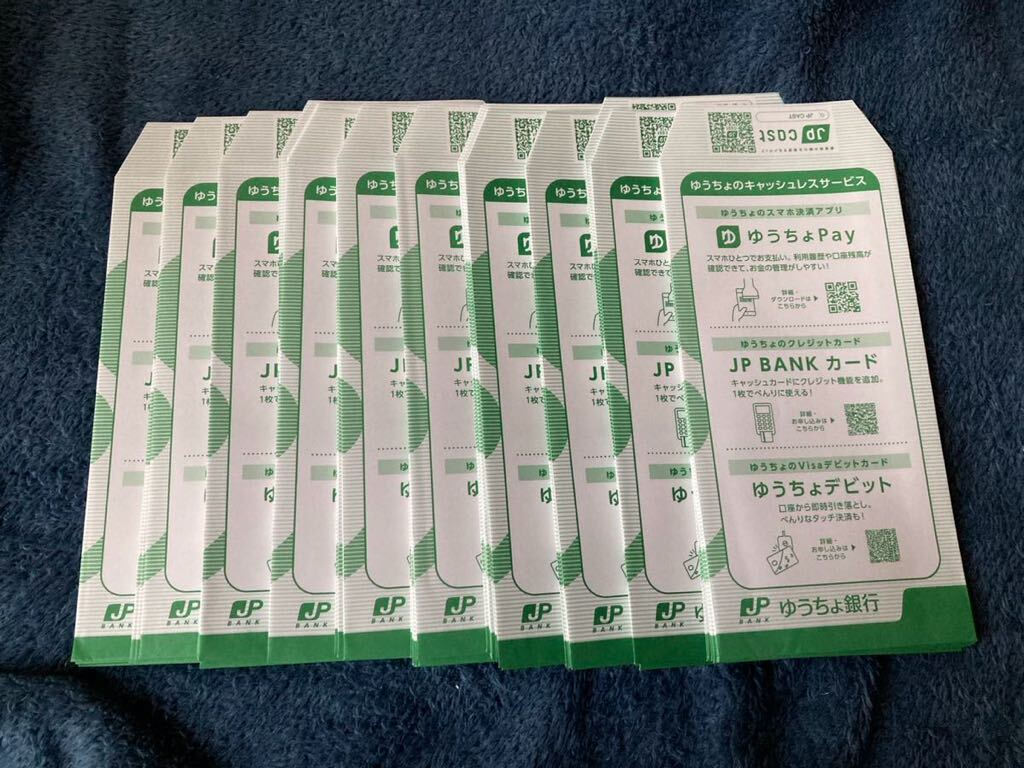 JP CAST
JP CAST
ゆうちょのキャッシュレスサービス
ゆうちょのスマホ決済アプリ
ゆ ゆうちょPay
スマホひとつでお支払い。利用履歴や口座残高が
確認できて、お金の管理がしやすい!
詳細・
ダウンロードは
こちらから
ゆうちょのクレジットカード
JP BANK カード
キャッシュカードにクレジット機能を追加。
1枚でべんりに使える!
詳細・
お申し込みは
こちらから
ゆうちょのVisaデビットカード
ゆうちょデビット
口座から即時引き落とし。
べんりなタッチ決済も!
詳細・
お申し込みは
こちらから
JP BANK ゆうちょ銀行